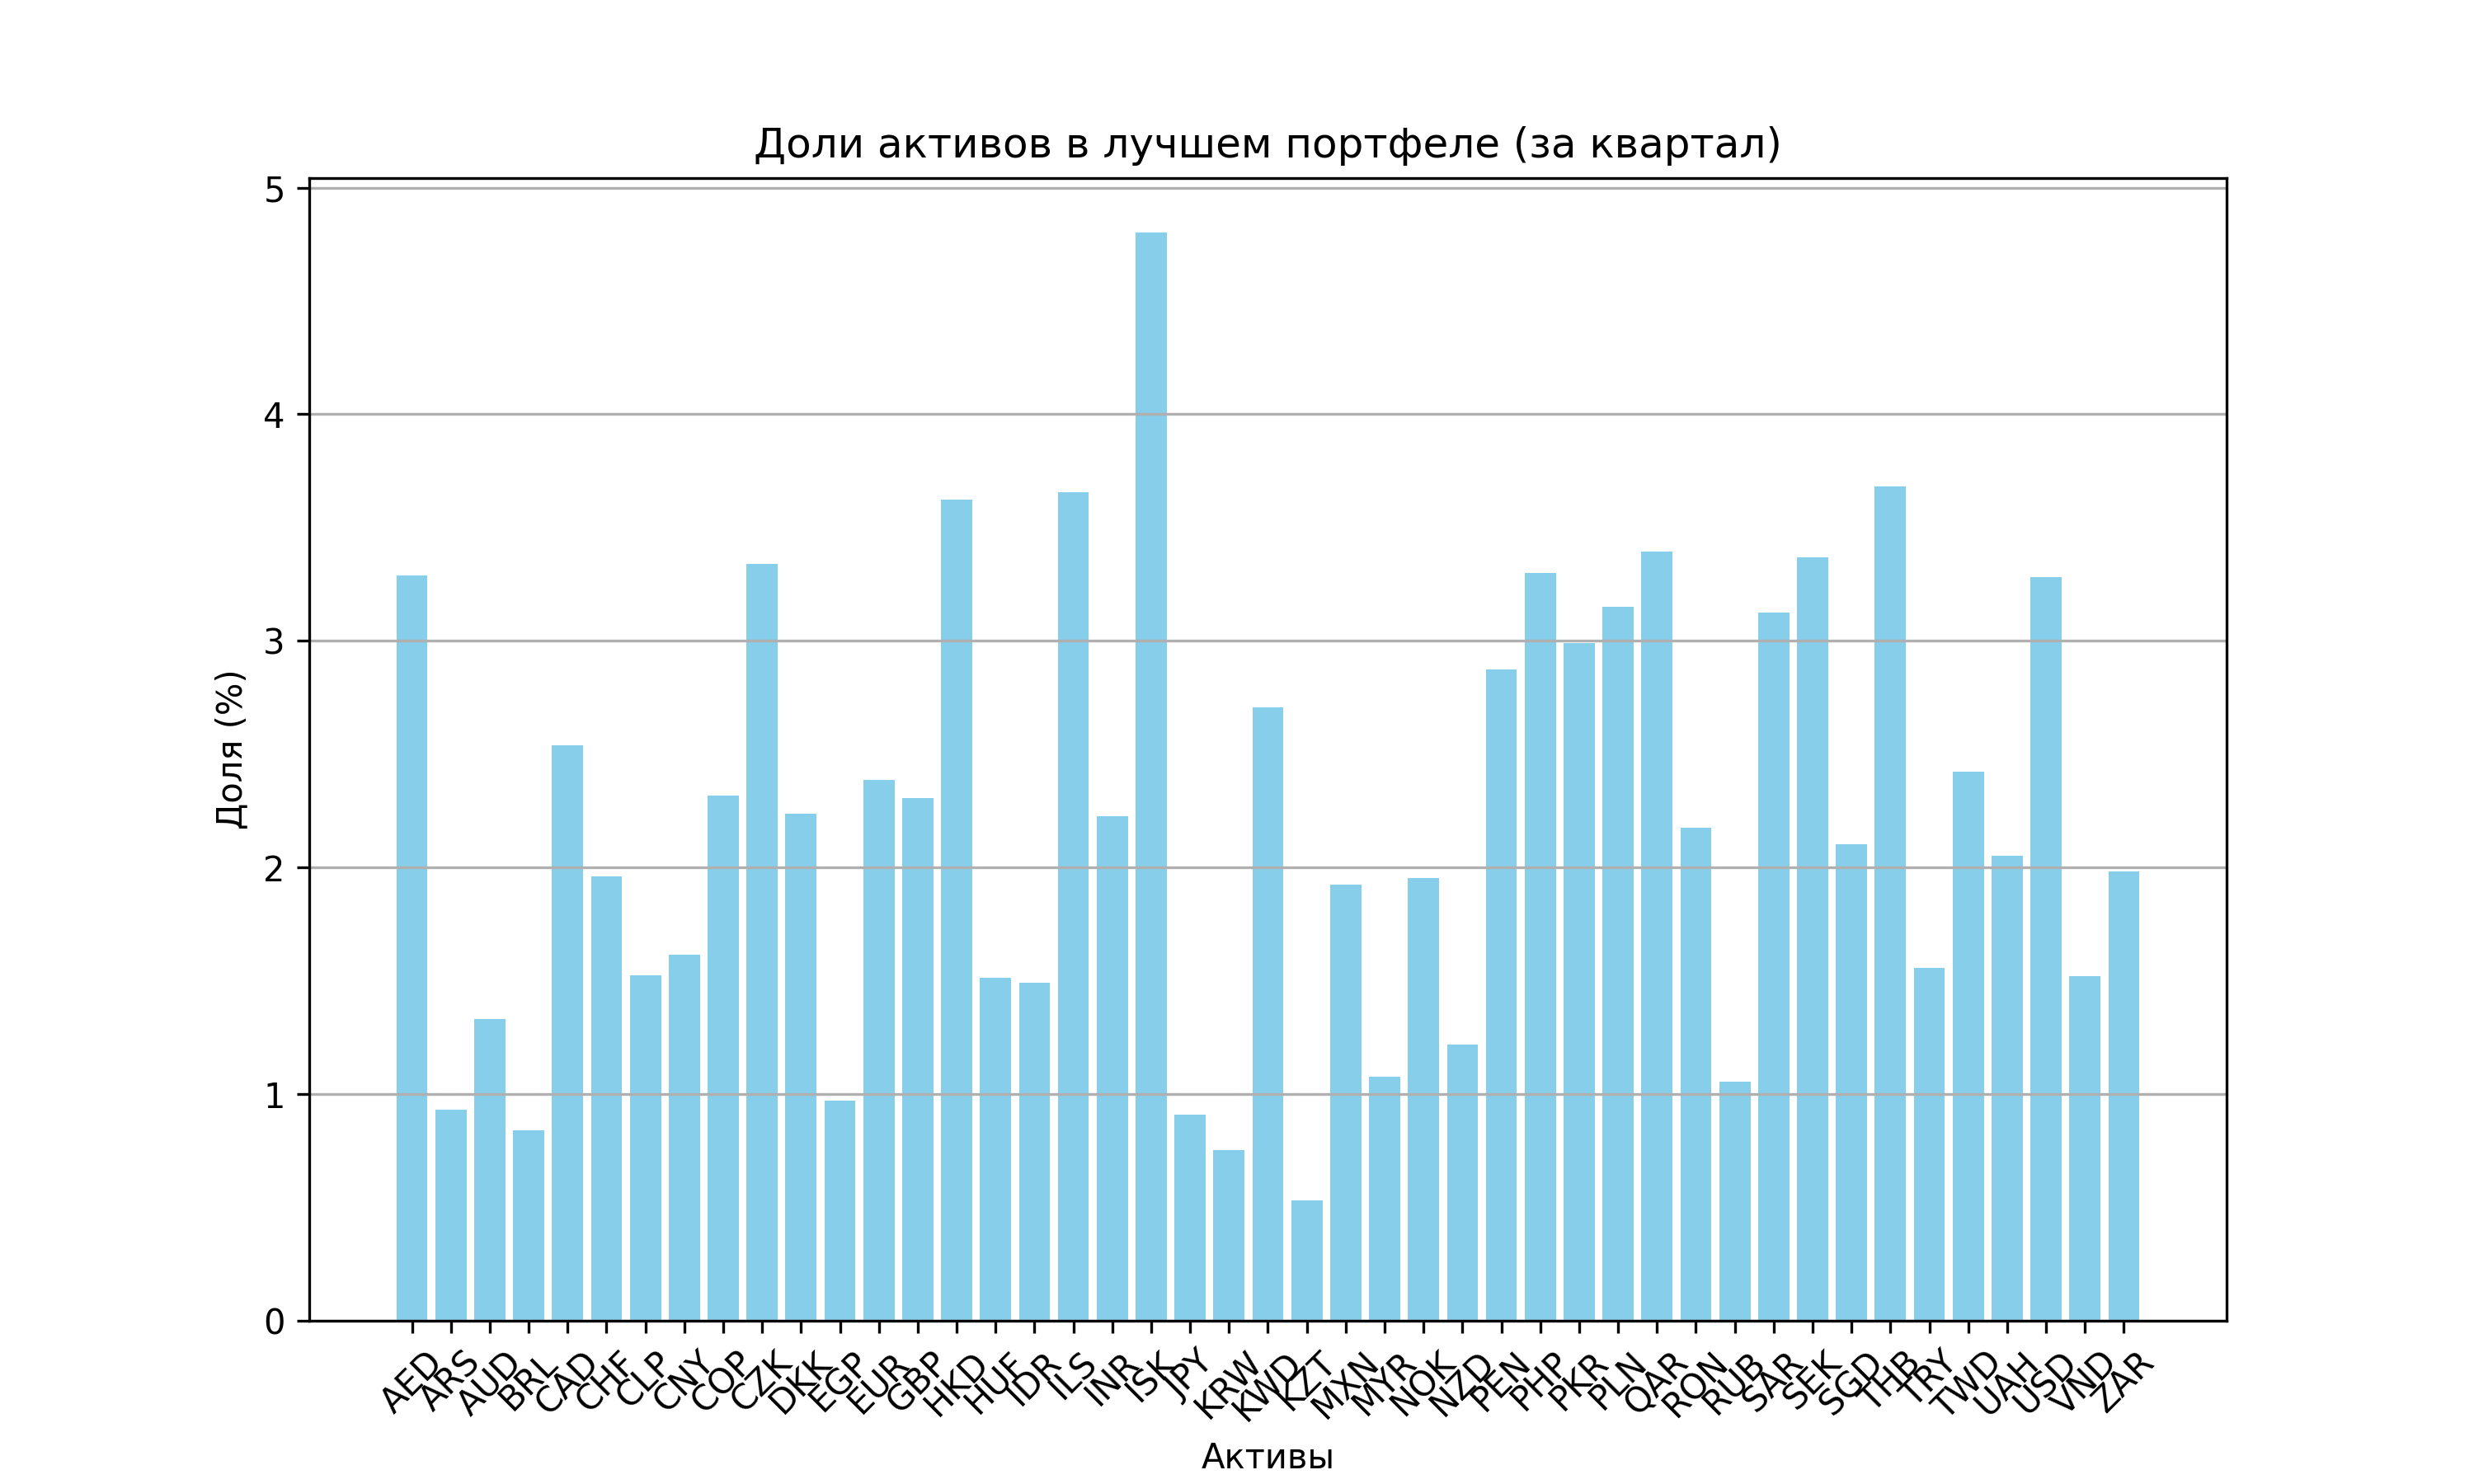 Доли активов в лучшем портфеле (за квартал)
Доля (%)
5
4
3
2
1
0
AED
ARS
AUD
BRL
CAD
CHF
CLP
CNY
COP
CZK
DKK
EGP
EUR
GBP
HKD
HUF
IDR
ILS
INR
ISK
JPY
KRW
KWD
KZT
MXN
MYR
NOK
NZD
PEN
PHP
PKR
PLN
QAR
RON
RUB
SAR
SEK
SGD
THB
TRY
TWD
UAH
USD
VND
ZAR
Активы